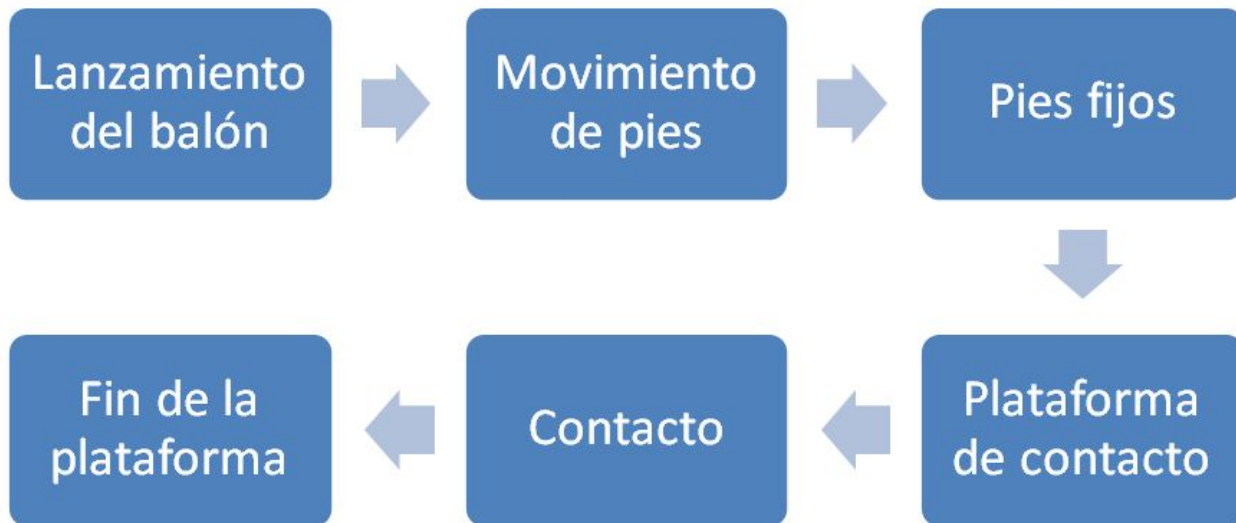 Lanzamiento
del balón
Movimiento
de pies
Pies fijos
Plataforma
de contacto
Contacto
Fin de la
plataforma